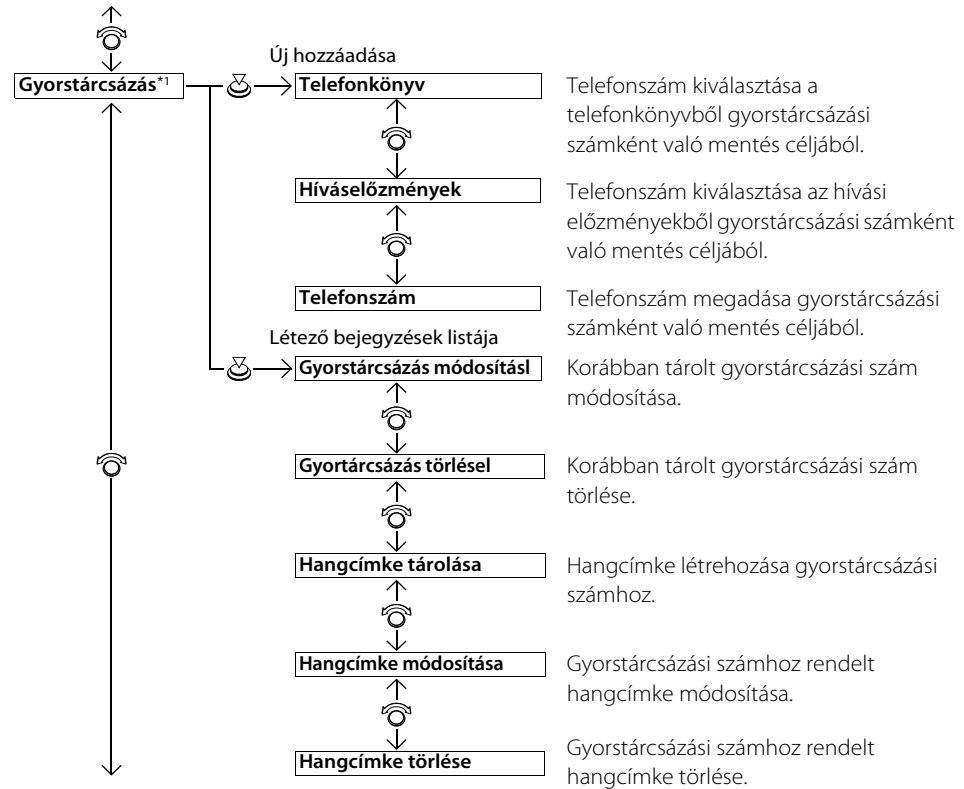 Új hozzáadása
Gyorstárcsázás*1
Telefonkönyv
Telefonszám kiválasztása a
telefonkönyvből gyorstárcsázási
számként való mentés céljából.
Híváselőzmények
Telefonszám kiválasztása az hívási
előzményekből gyorstárcsázási számként
való mentés céljából.
Telefonszám
Telefonszám megadása gyorstárcsázási
számként való mentés céljából.
Létező bejegyzések listája
Gyorstárcsázás módosításl
Korábban tárolt gyorstárcsázási szám
módosítása.
Gyortárcsázás törlésel
Korábban tárolt gyorstárcsázási szám
törlése.
Hangcímke tárolása
Hangcímke létrehozása gyorstárcsázási
számhoz.
Hangcímke módosítása
Gyorstárcsázási számhoz rendelt
hangcímke módosítása.
Hangcímke törlése
Gyorstárcsázási számhoz rendelt
hangcímke törlése.